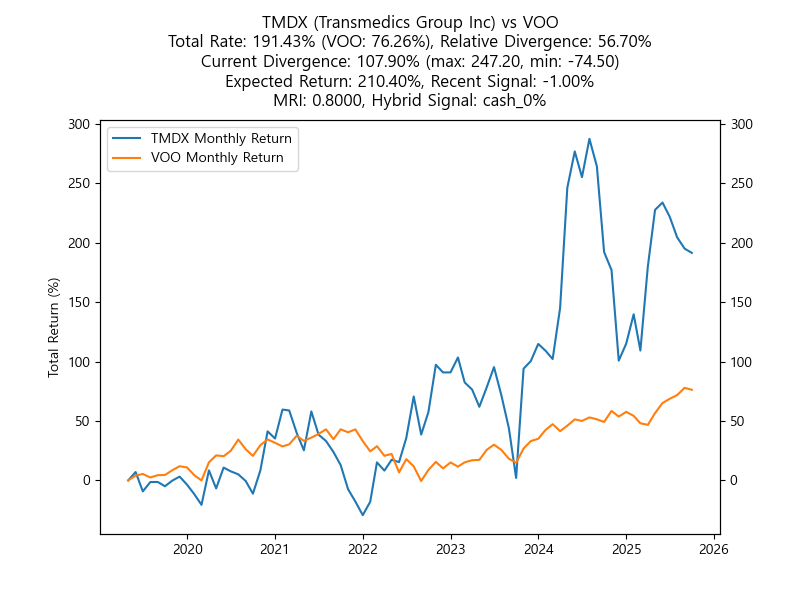 TMDX (Transmedics Group Inc) vs VOO
Total Rate: 191.43% (VOO: 76.26%), Relative Divergence: 56.70%
Current Divergence: 107.90% (max: 247.20, min: -74.50)
Expected Return: 210.40%, Recent Signal: -1.00%
MRI: 0.8000, Hybrid Signal: cash_0%
TMDX Monthly Return
VOO Monthly Return
Total Return (%)
300
250
200
150
100
50
0
300
250
200
150
100
50
0
2020 2021 2022 2023 2024 2025 2026